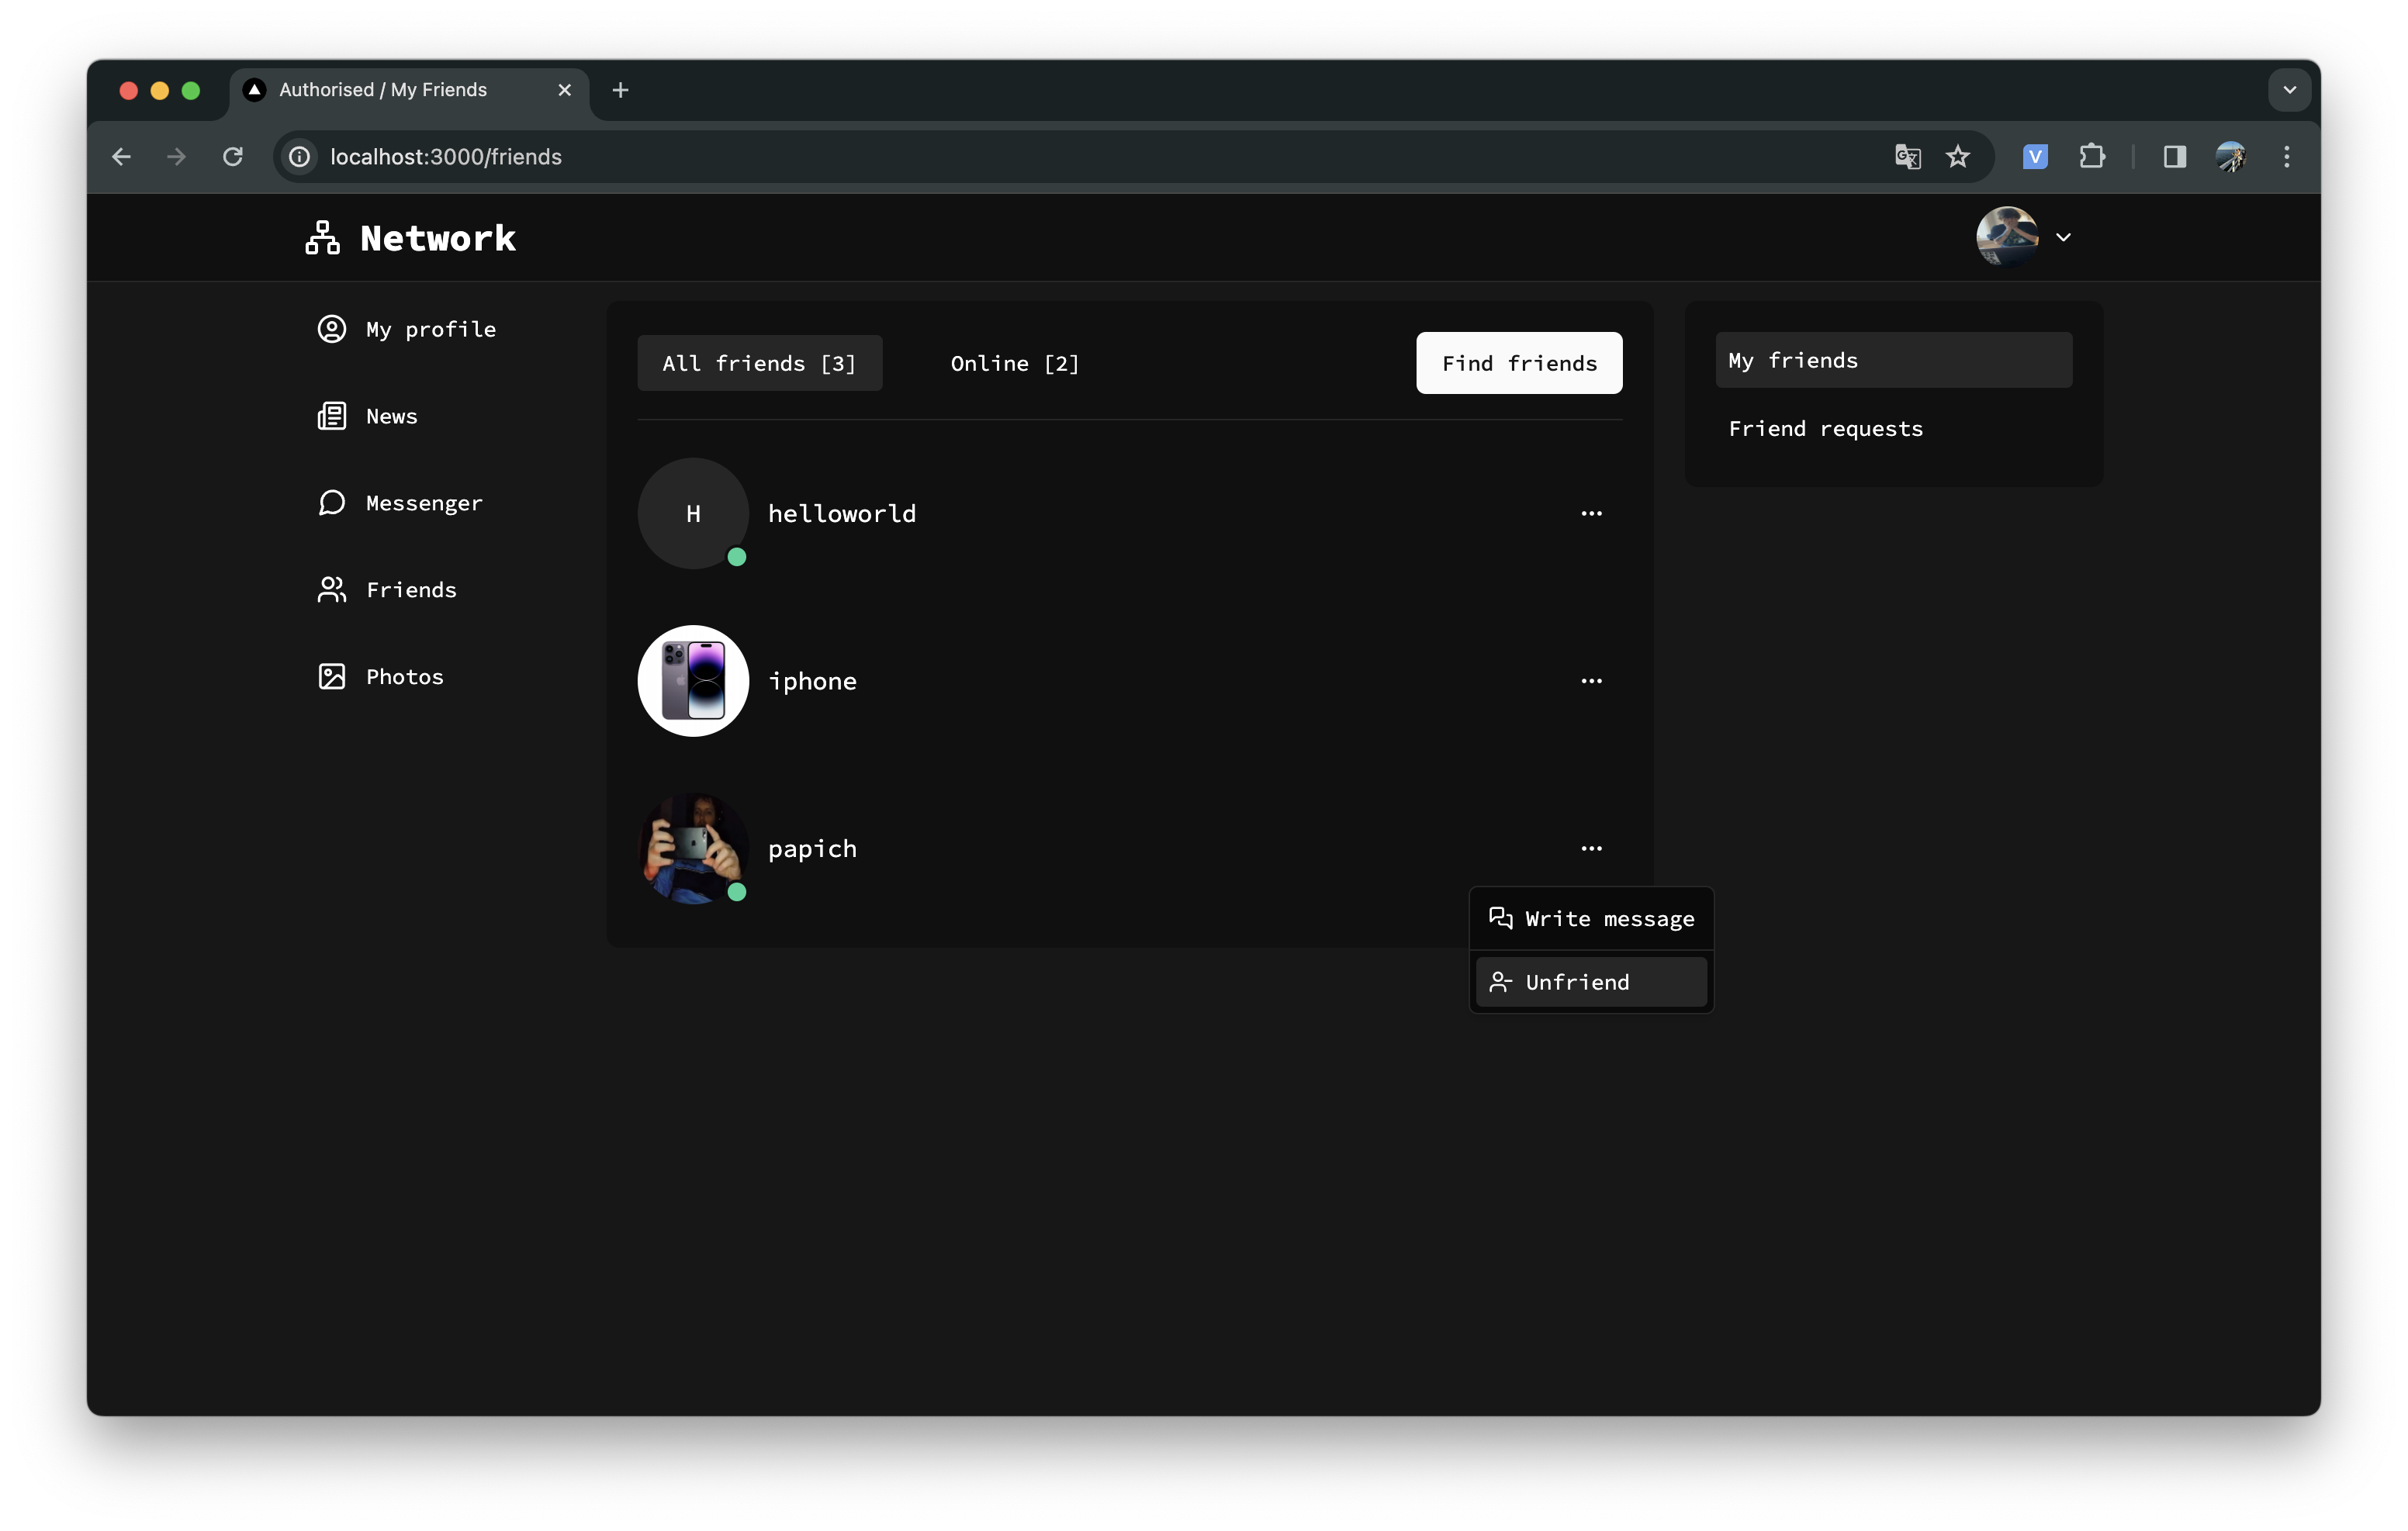 Authorised / My Friends
localhost:3000/friends
V
Network
My profile
News
Messenger
Friends
Photos
All friends [3]
Online [2]
Find friends
H
helloworld
iphone
papich
Write message
Unfriend
My friends
Friend requests